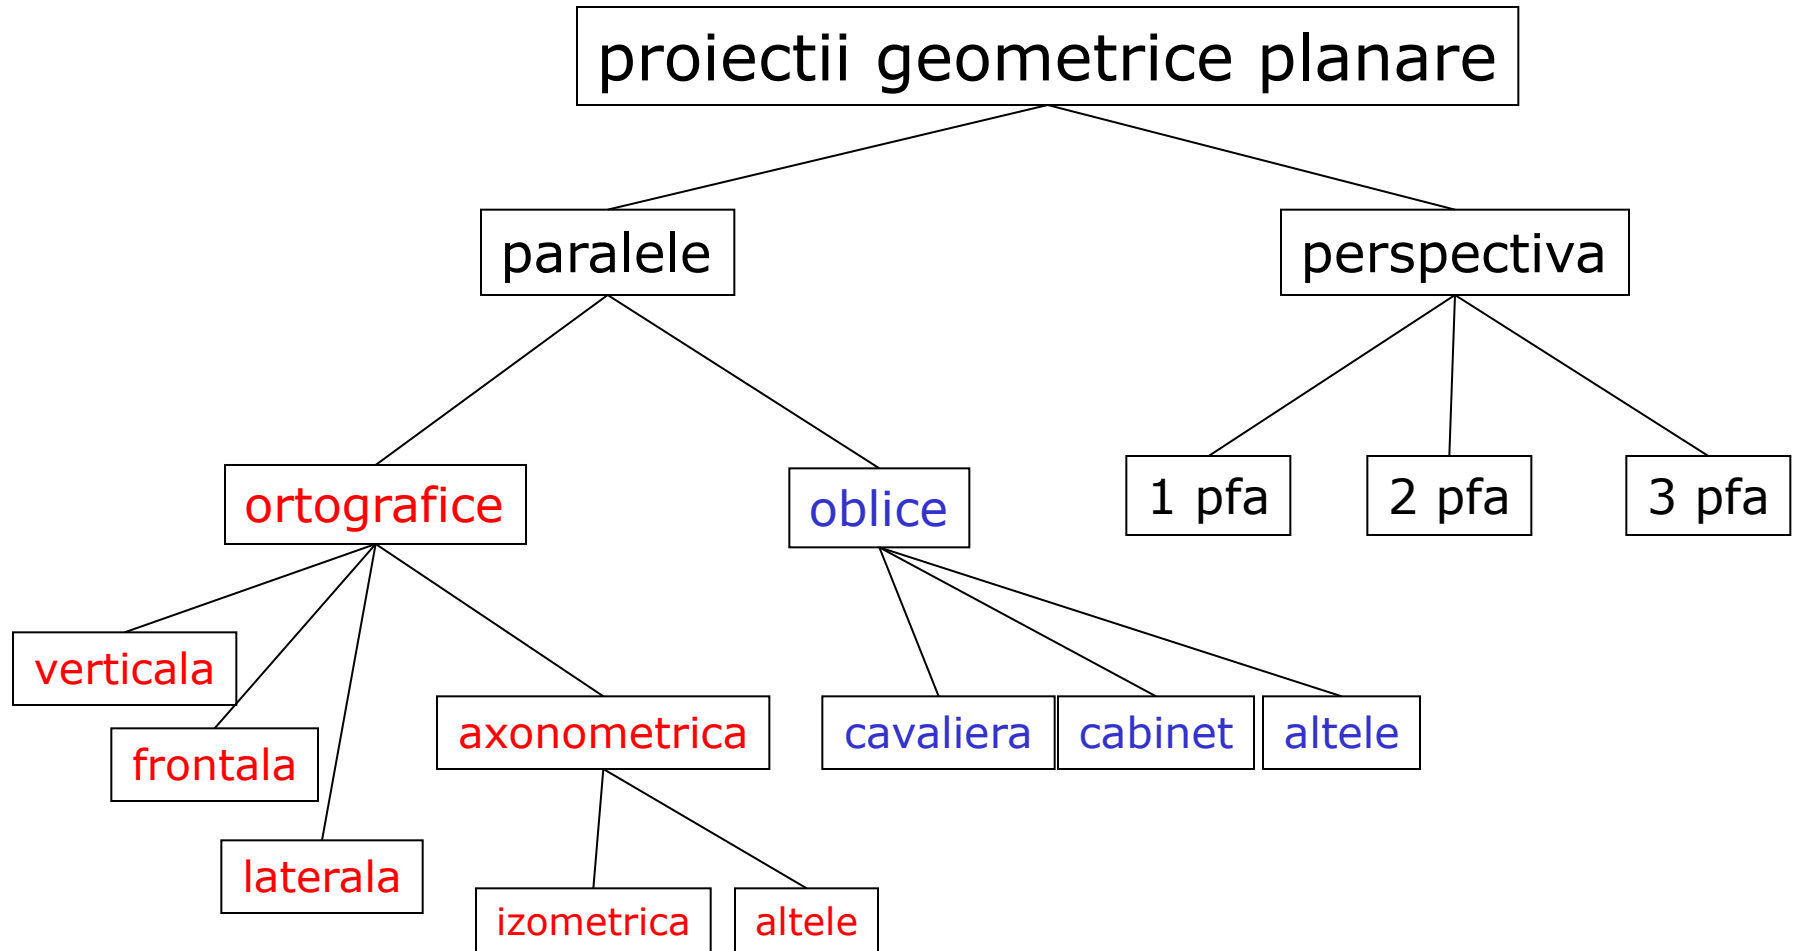 proiectii geometrice planare
paralele
perspectiva
ortografice
oblice
1 pfa
2 pfa
3 pfa
verticala
frontala
laterala
axonometrica
cavaliera
cabinet
altele
izometrica
altele